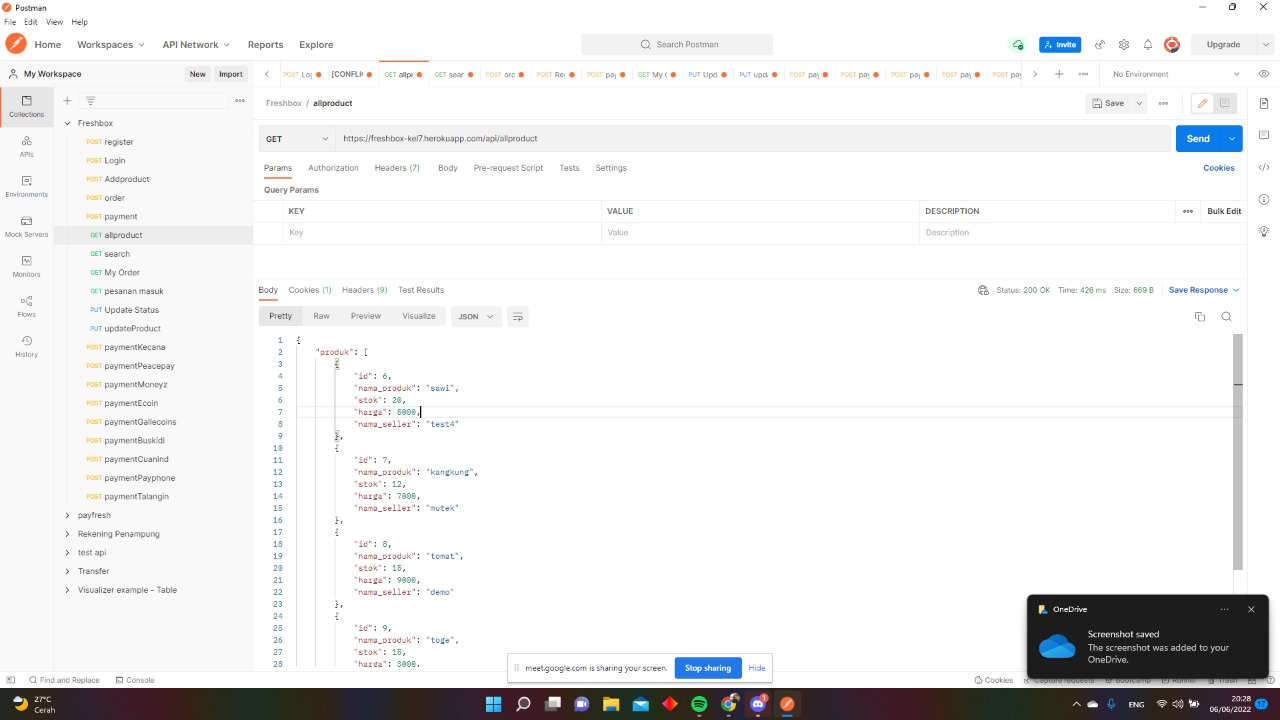 Postman
File Edit View Help
Home Workspaces API Network Reports Explore Search Postman Invite Upgrade
My Workspace New Import POST Log [CONFLI GET allpr GET sear POST ord POST Re POST pay GET My C PUT Upd PUT upda POST pay POST pay POST pay POST pay POST pay No Environment
Collections
APIs
Environments
Mock Servers
Monitors
Flows
History
Freshbox
POST register
POST Login
POST Addproduct
POST order
POST payment
GET allproduct
GET search
GET My Order
GET pesanan masuk
PUT Update Status
PUT updateProduct
POST paymentKecana
POST paymentPeacepay
POST paymentMoneyz
POST paymentEcoin
POST paymentGallecoins
POST paymentBuskidi
POST paymentCuanind
POST paymentPayphone
POST paymentTalangin
payfresh
Rekening Penampung
test api
Transfer
Visualizer example - Table
Freshbox / allproduct Save
GET https://freshbox-kel7.herokuapp.com/api/allproduct Send
Params Authorization Headers (7) Body Pre-request Script Tests Settings Cookies
Query Params
KEY VALUE DESCRIPTION Bulk Edit
Key Value Description
Body Cookies (1) Headers (9) Test Results Status: 200 OK Time: 426 ms Size: 669 B Save Response
Pretty Raw Preview Visualize JSON
1 {
2 "produk": [
3 {
4 "id": 6,
5 "nama_produk": "sawi",
6 "stok": 20,
7 "harga": 5000,
8 "nama_seller": "test4"
9 },
10 {
11 "id": 7,
12 "nama_produk": "kangkung",
13 "stok": 12,
14 "harga": 7000,
15 "nama_seller": "mutek"
16 },
17 {
18 "id": 8,
19 "nama_produk": "tomat",
20 "stok": 15,
21 "harga": 9000,
22 "nama_seller": "demo"
23 },
24 {
25 "id": 9,
26 "nama_produk": "toge",
27 "stok": 15,
28 "harga": 3000,
OneDrive
Screenshot saved
The screenshot was added to your
OneDrive.
meet.google.com is sharing your screen. Stop sharing Hide
Find and Replace Console Cookies Capture requests Bootcamp Runner Trash
27°C
Cerah
1
ENG
20:28
06/06/2022
17